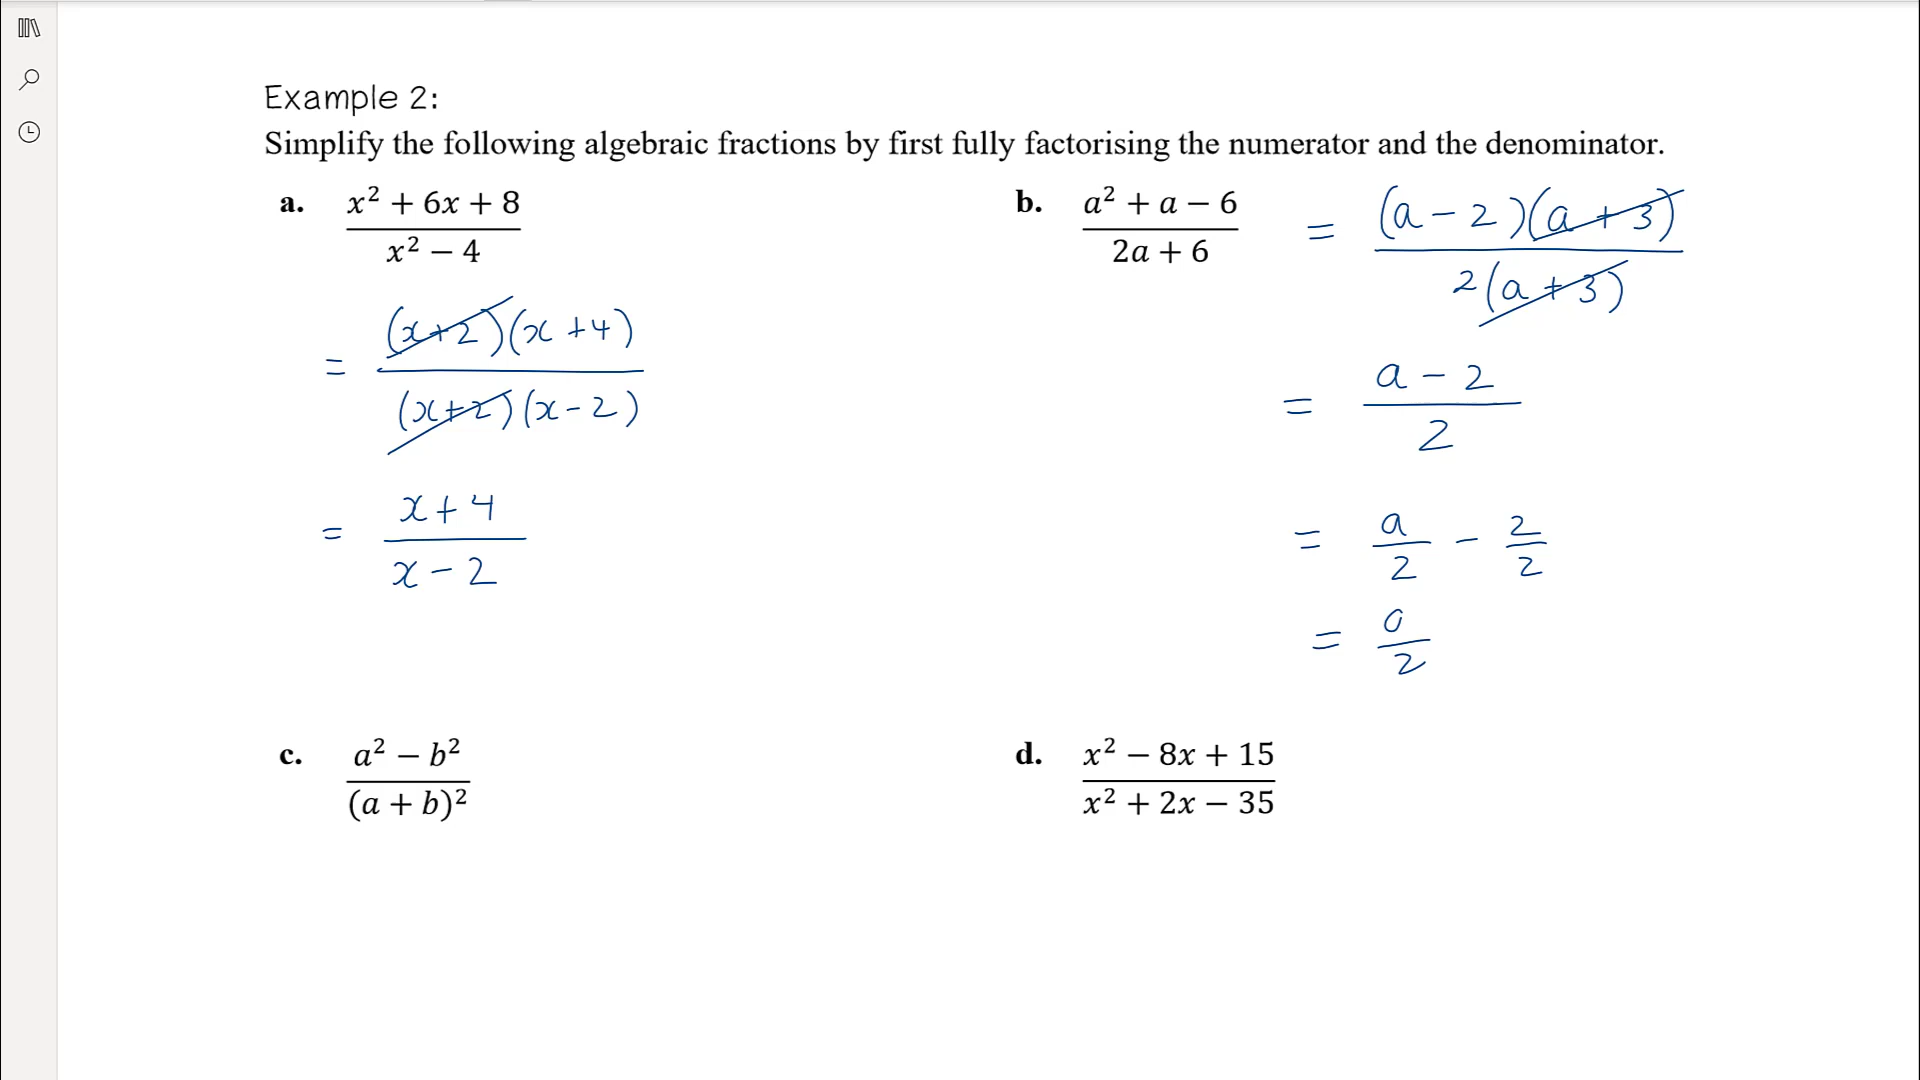 Example 2:
Simplify the following algebraic fractions by first fully factorising the numerator and the denominator.
a. x² + 6x + 8
x² − 4
= (x+2)(x+4)
(x+2)(x−2)
= x+4
x−2
b. a² + a − 6
2a + 6
= (a−2)(a+3)
2(a+3)
= a−2
2
= a/2 − 2/2
= a/2
c. a² − b²
(a + b)²
d. x² − 8x + 15
x² + 2x − 35